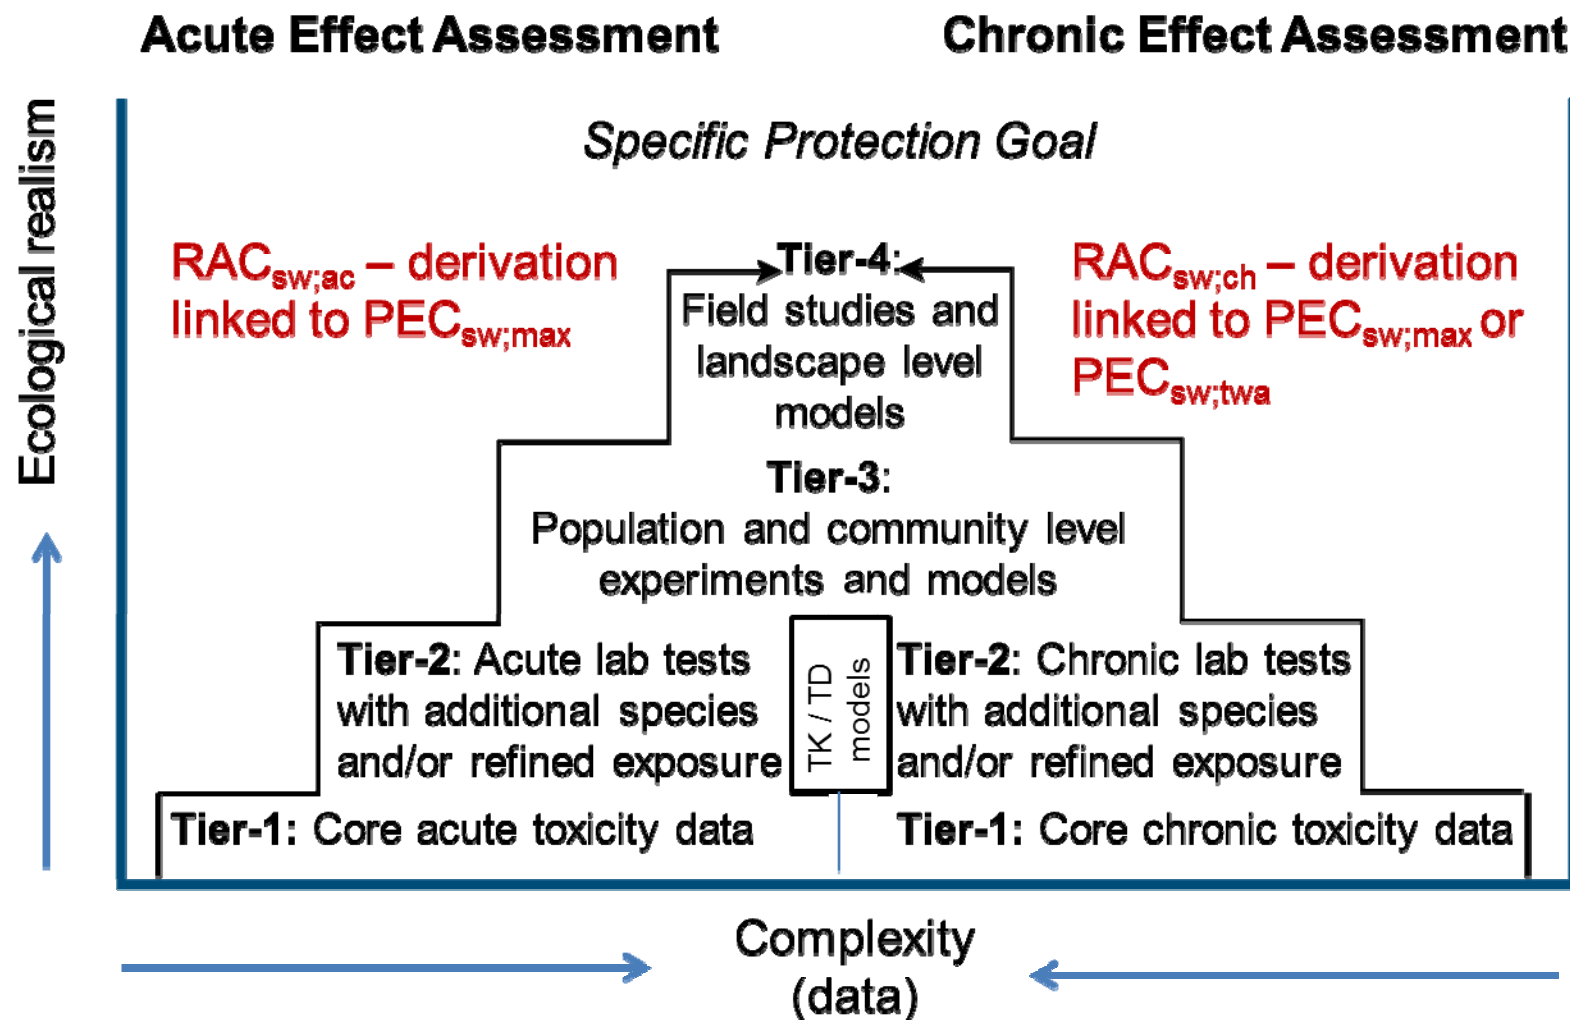 Acute Effect Assessment
Chronic Effect Assessment
Ecological realism
Specific Protection Goal
RACsw;ac – derivation
linked to PECsw;max
RACsw;ch – derivation
linked to PECsw;max or
PECsw;twa
Tier-4:
Field studies and
landscape level
models
Tier-3:
Population and community level
experiments and models
Tier-2: Acute lab tests
with additional species
and/or refined exposure
TK / TD
models
Tier-2: Chronic lab tests
with additional species
and/or refined exposure
Tier-1: Core acute toxicity data
Tier-1: Core chronic toxicity data
Complexity
(data)